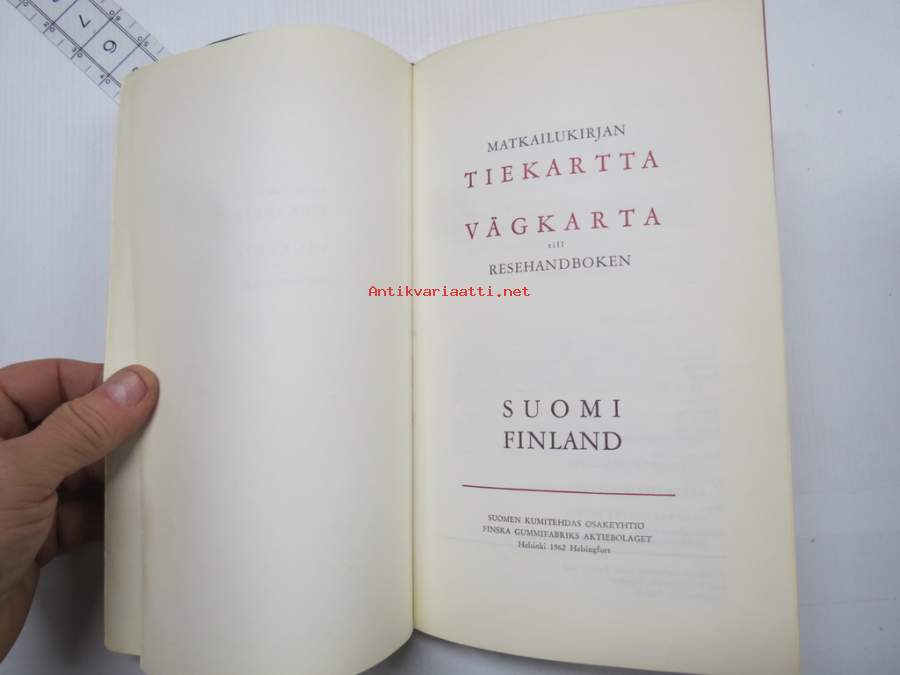 MATKAILUKIRJAN
TIEKARTTA
VÄGKARTA
till
RESEHANDBOKEN
Antikvariaatti.net
SUOMI
FINLAND
SUOMEN KUMITEHDAS OSAKEYHTIÖ
FINSKA GUMMIFABRIKS AKTIEBOLAGET
Helsinki 1962 Helsingfors